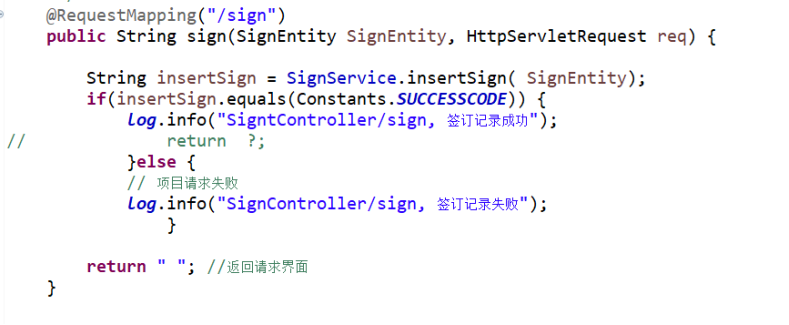 @RequestMapping("/sign")
public String sign(SignEntity SignEntity, HttpServletRequest req) {
String insertSign = SignService.insertSign( SignEntity);
if(insertSign.equals(Constants.SUCCESSCODE)) {
log.info("SigntController/sign, 签订记录成功");
// return ?;
}else {
// 项目请求失败
log.info("SignController/sign, 签订记录失败");
}
return " "; //返回请求界面
}